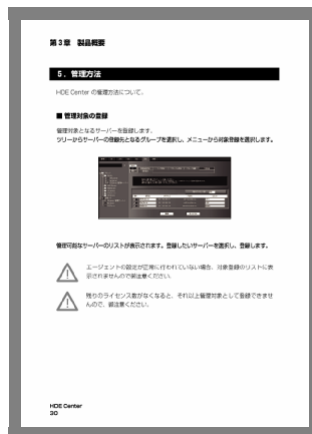 第3章 製品概要
5．管理方法
HDE Center の管理方法について。
■ 管理対象の登録
管理対象となるサーバーを登録します。
ツリーからサーバーの登録先となるグループを選択し、メニューから対象登録を選択します。
管理可能なサーバーのリストが表示されます。登録したいサーバーを選択し、登録します。
エージェントの設定が正常に行われていない場合、対象登録のリストに表
示されませんので御注意ください。
残りのライセンス数がなくなると、それ以上管理対象として登録できませ
んので、御注意ください。
HDE Center
30